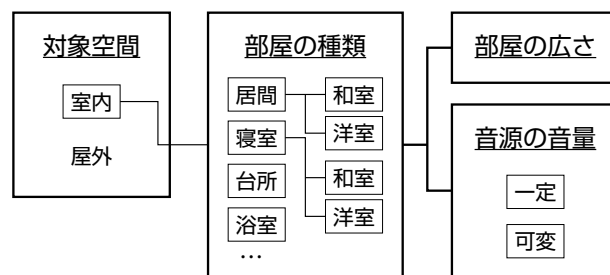 対象空間
室内
屋外
部屋の種類
居間
和室
洋室
寝室
和室
洋室
台所
浴室
…
部屋の広さ
音源の音量
一定
可変